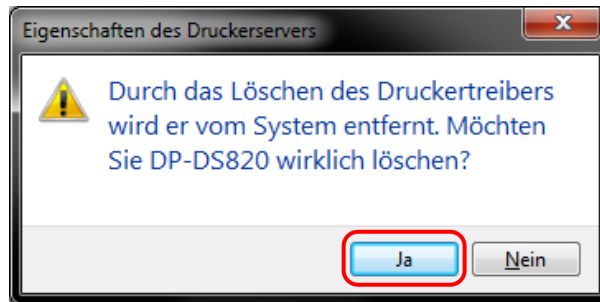 Eigenschaften des Druckerservers
Durch das Löschen des Druckertreibers
wird er vom System entfernt. Möchten
Sie DP-DS820 wirklich löschen?
Ja
Nein